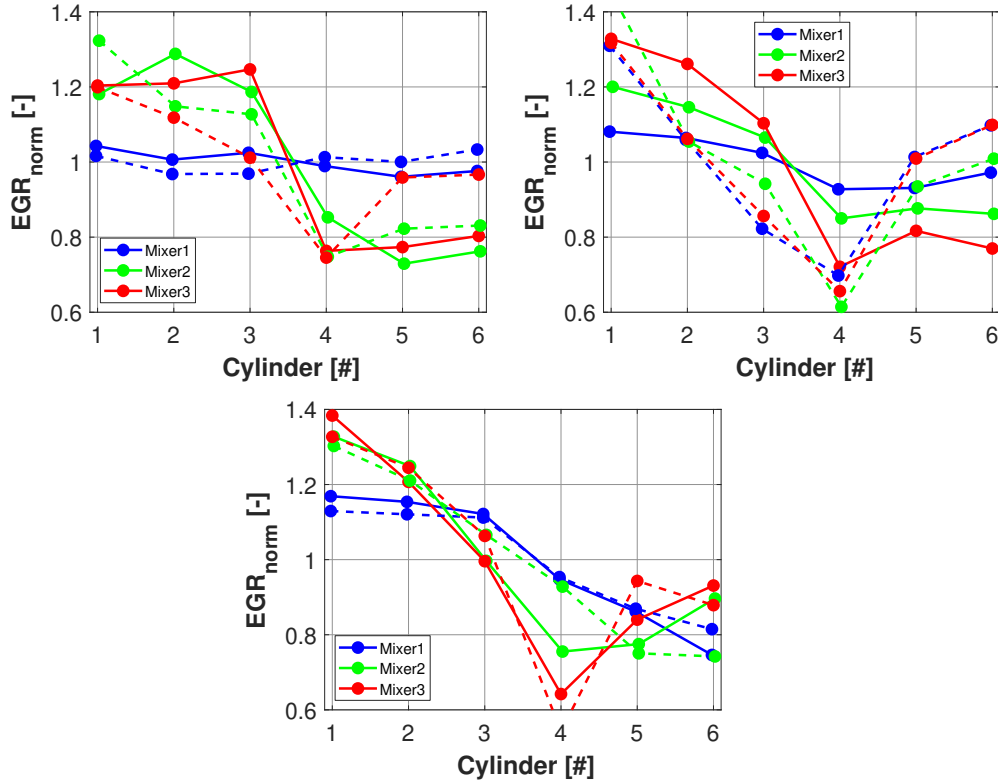 1.4
1.2
1
0.8
0.6
EGRnorm [-]
Mixer1
Mixer2
Mixer3
1 2 3 4 5 6
Cylinder [#]
1.4
1.2
1
0.8
0.6
EGRnorm [-]
Mixer1
Mixer2
Mixer3
1 2 3 4 5 6
Cylinder [#]
1.4
1.2
1
0.8
0.6
EGRnorm [-]
Mixer1
Mixer2
Mixer3
1 2 3 4 5 6
Cylinder [#]